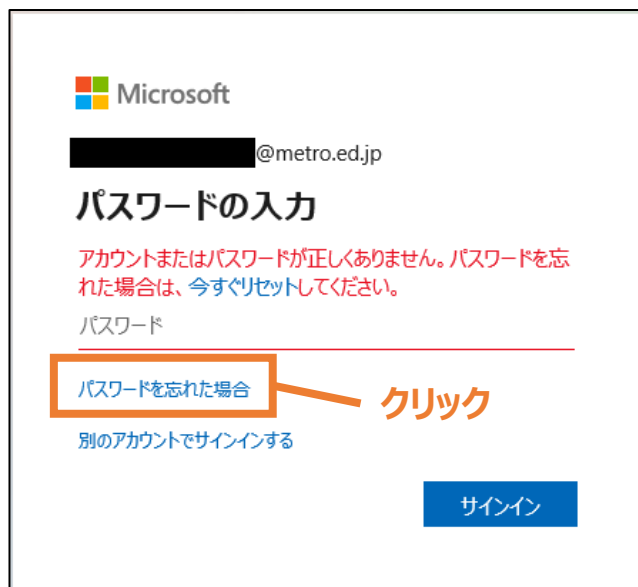 Microsoft
@metro.ed.jp
パスワードの入力
アカウントまたはパスワードが正しくありません。パスワードを忘
れた場合は、今すぐリセットしてください。
パスワード
パスワードを忘れた場合
クリック
別のアカウントでサインインする
サインイン